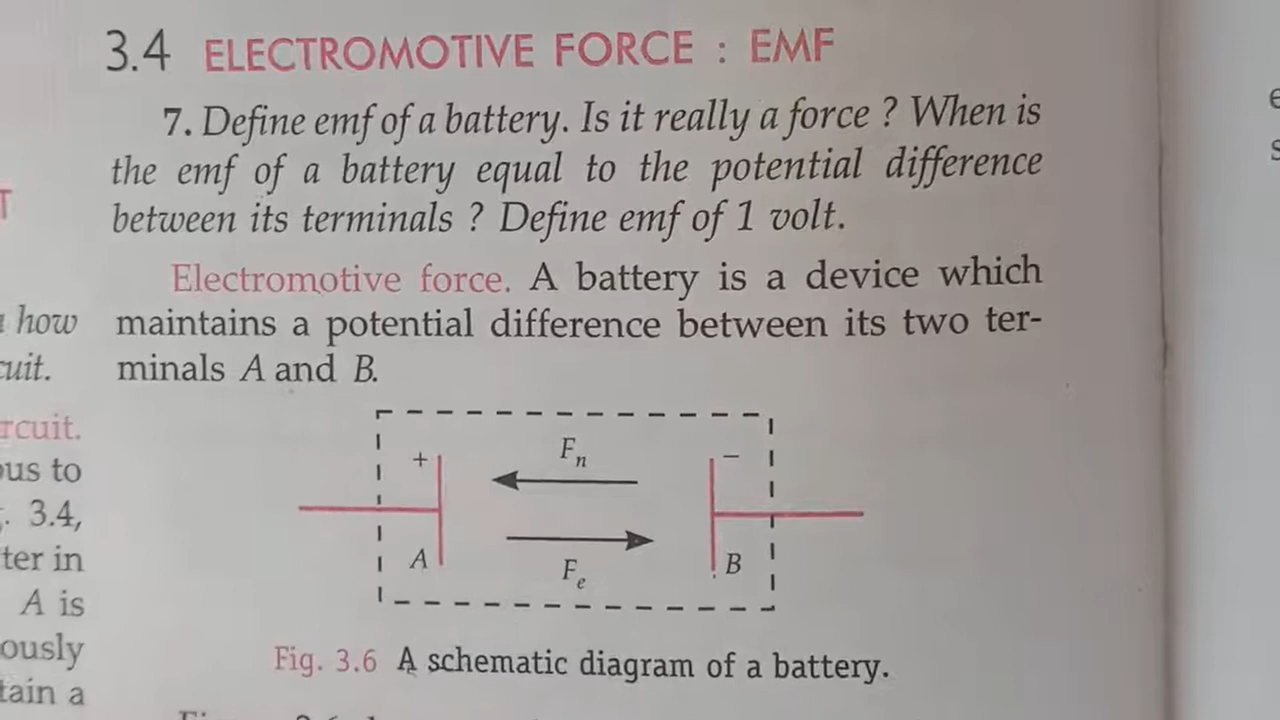 3.4 ELECTROMOTIVE FORCE : EMF
7. Define emf of a battery. Is it really a force ? When is
the emf of a battery equal to the potential difference
between its terminals ? Define emf of 1 volt.
Electromotive force. A battery is a device which
maintains a potential difference between its two ter-
minals A and B.
+ Fn −
A Fe B
Fig. 3.6 A schematic diagram of a battery.
how
rcuit.
ous to
3.4,
ter in
A is
ously
tain a